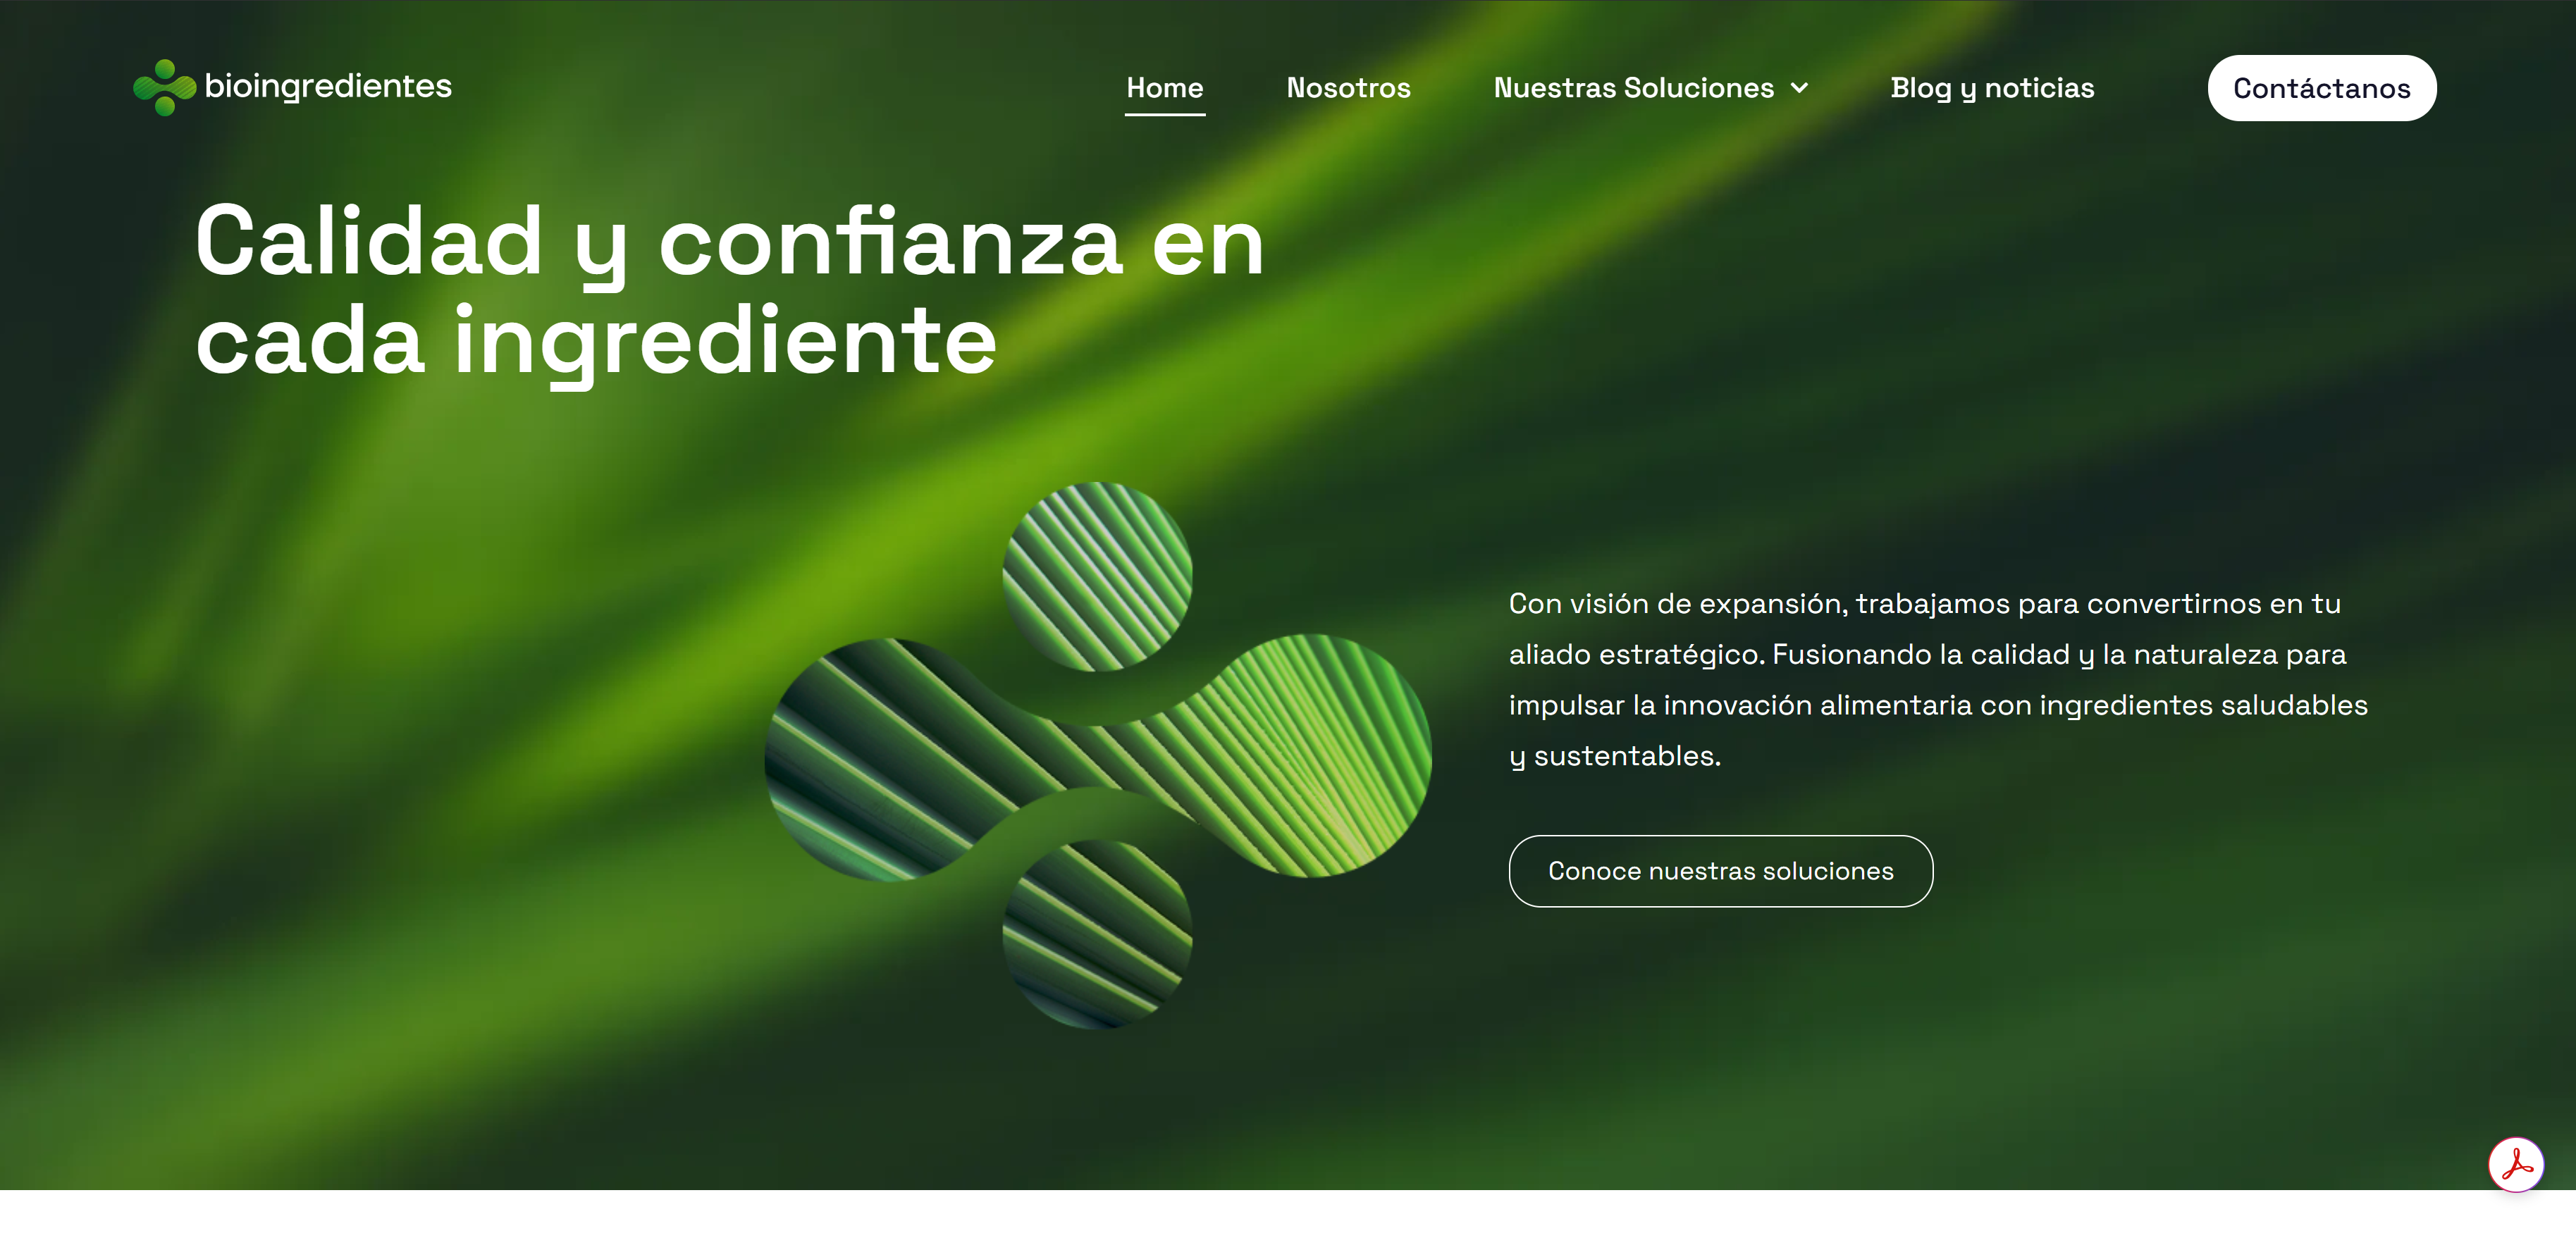 bioingredientes
Home
Nosotros
Nuestras Soluciones
Blog y noticias
Contáctanos
Calidad y confianza en
cada ingrediente
Con visión de expansión, trabajamos para convertirnos en tu
aliado estratégico. Fusionando la calidad y la naturaleza para
impulsar la innovación alimentaria con ingredientes saludables
y sustentables.
Conoce nuestras soluciones